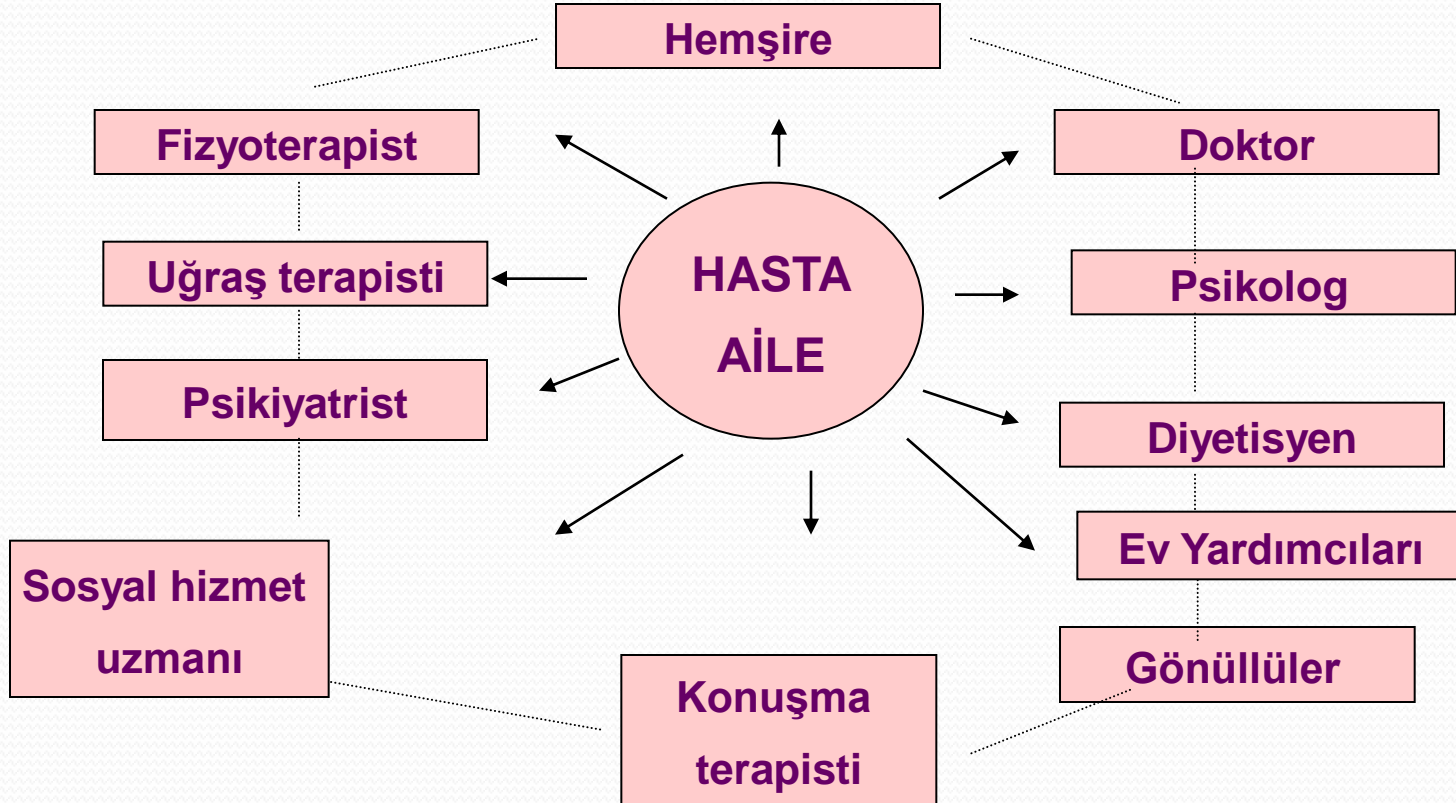 Hemşire
Fizyoterapist
Doktor
Uğraş terapisti
HASTA
AİLE
Psikolog
Psikiyatrist
Diyetisyen
Ev Yardımcıları
Sosyal hizmet
uzmanı
Gönüllüler
Konuşma
terapisti